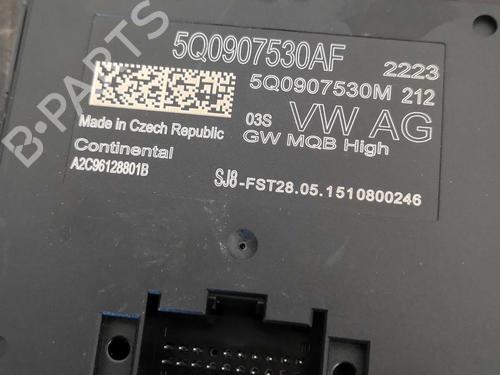 B-PARTS
5Q0907530AF 2223
5Q0907530M 212
03S VW AG
Made in Czech Republic
GW MQB High
Continental
A2C96128801B
SJ8-FST28.05.1510800246